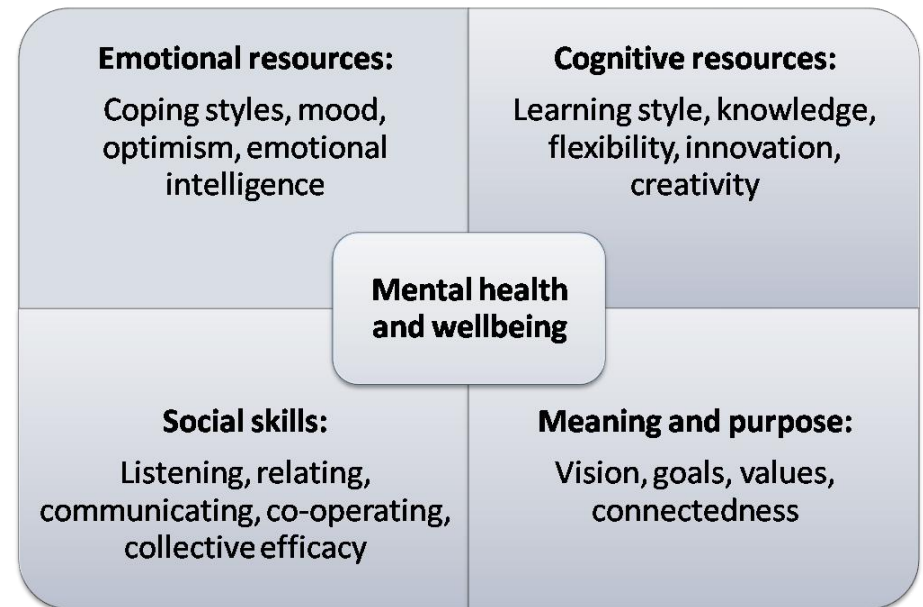 Emotional resources:
Coping styles, mood,
optimism, emotional
intelligence
Cognitive resources:
Learning style, knowledge,
flexibility, innovation,
creativity
Mental health
and wellbeing
Social skills:
Listening, relating,
communicating, co-operating,
collective efficacy
Meaning and purpose:
Vision, goals, values,
connectedness